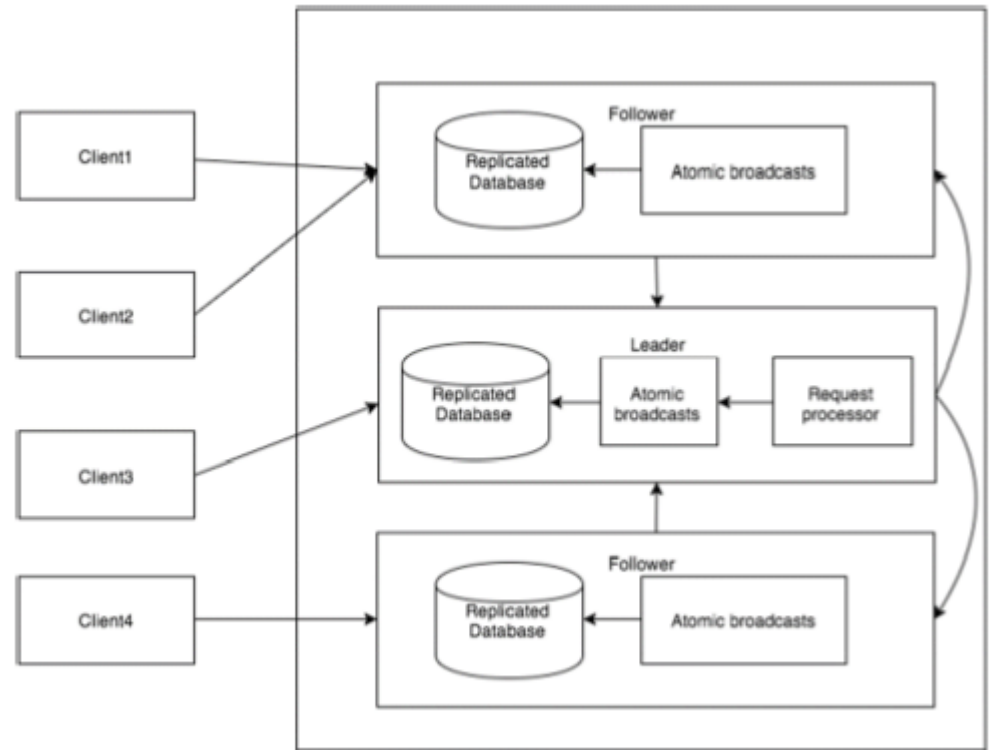 Client1
Client2
Client3
Client4
Follower
Replicated
Database
Atomic broadcasts
Leader
Replicated
Database
Atomic
broadcasts
Request
processor
Follower
Replicated
Database
Atomic broadcasts